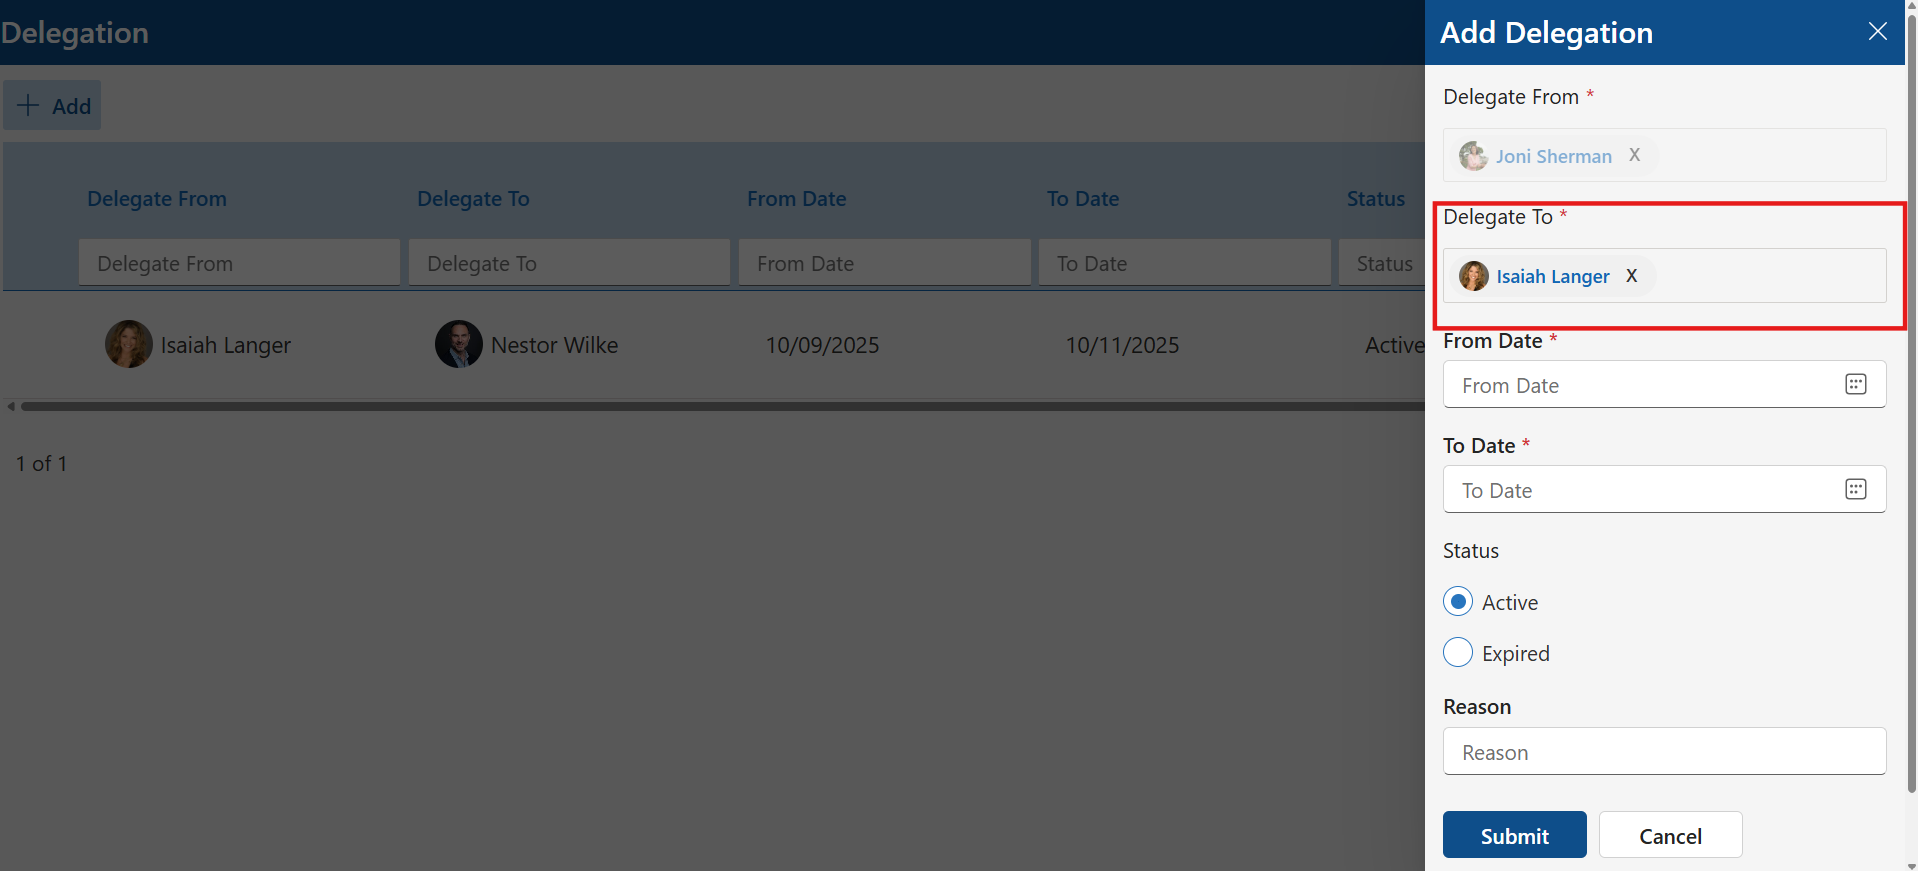 Delegation
Add
Delegate From
Delegate To
From Date
To Date
Status
Delegate From
Delegate To
From Date
To Date
Status
Isaiah Langer
Nestor Wilke
10/09/2025
10/11/2025
Active
1 of 1
Add Delegation
Delegate From *
Joni Sherman X
Delegate To *
Isaiah Langer X
From Date *
From Date
To Date *
To Date
Status
Active
Expired
Reason
Reason
Submit
Cancel